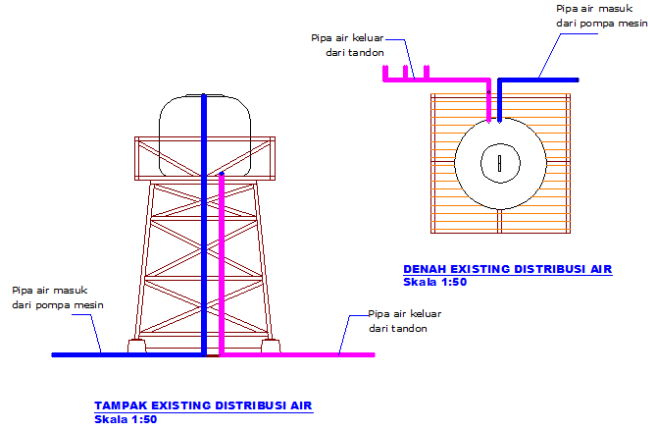 Pipa air masuk
dari pompa mesin
Pipa air keluar
dari tandon
DENAH EXISTING DISTRIBUSI AIR
Skala 1:50
Pipa air masuk
dari pompa mesin
Pipa air keluar
dari tandon
TAMPAK EXISTING DISTRIBUSI AIR
Skala 1:50